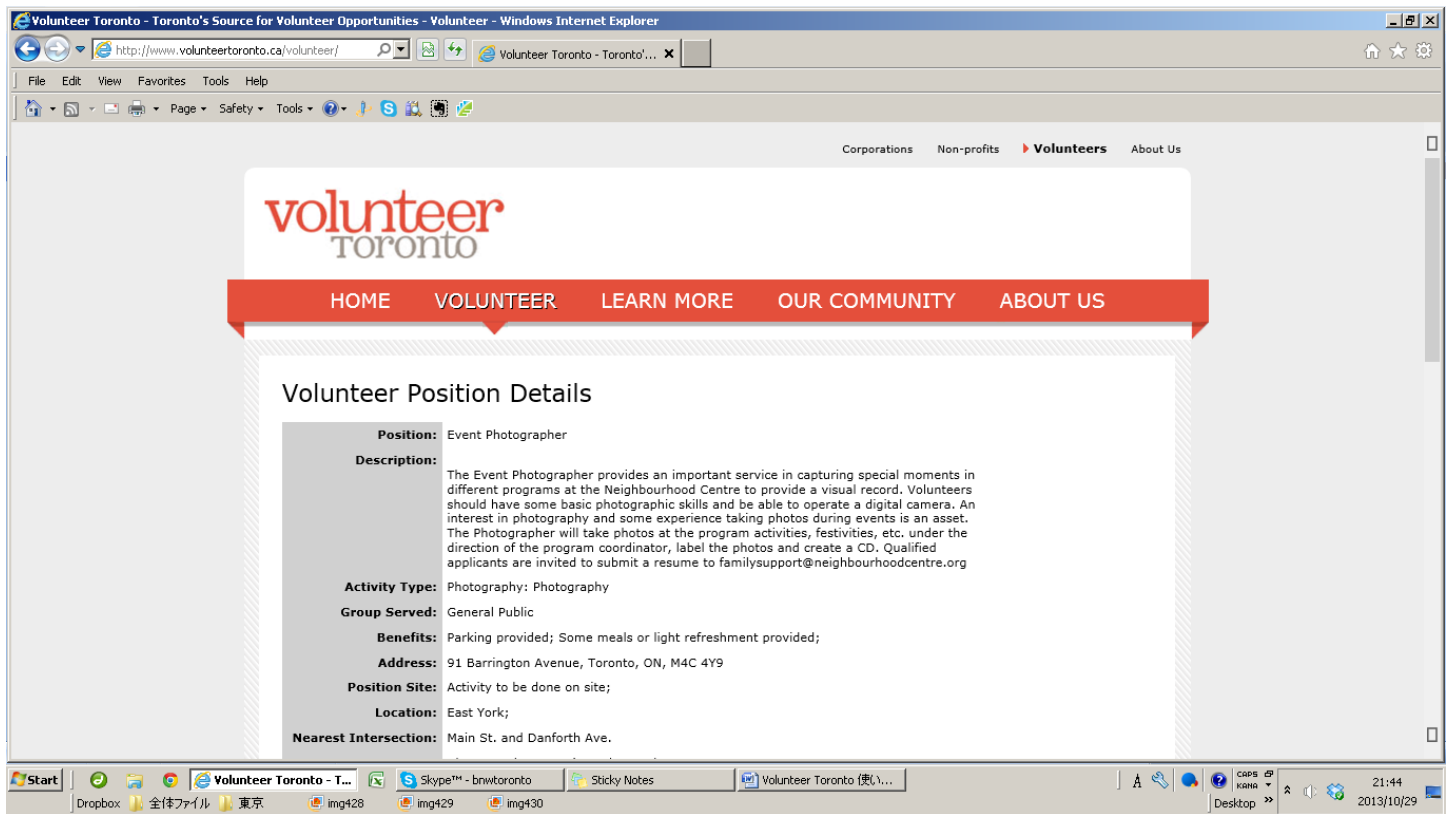 Volunteer Toronto - Toronto's Source for Volunteer Opportunities - Volunteer - Windows Internet Explorer
http://www.volunteertoronto.ca/volunteer/
Volunteer Toronto - Toronto'...
File Edit View Favorites Tools Help
Page Safety Tools
Corporations Non-profits Volunteers About Us
volunteer
TORONTO
HOME VOLUNTEER LEARN MORE OUR COMMUNITY ABOUT US
Volunteer Position Details
Position: Event Photographer
Description:
The Event Photographer provides an important service in capturing special moments in
different programs at the Neighbourhood Centre to provide a visual record. Volunteers
should have some basic photographic skills and be able to operate a digital camera. An
interest in photography and some experience taking photos during events is an asset.
The Photographer will take photos at the program activities, festivities, etc. under the
direction of the program coordinator, label the photos and create a CD. Qualified
applicants are invited to submit a resume to familysupport@neighbourhoodcentre.org
Activity Type: Photography: Photography
Group Served: General Public
Benefits: Parking provided; Some meals or light refreshment provided;
Address: 91 Barrington Avenue, Toronto, ON, M4C 4Y9
Position Site: Activity to be done on site;
Location: East York;
Nearest Intersection: Main St. and Danforth Ave.
Start Volunteer Toronto - T... Skype™ - bnwtoronto Sticky Notes Volunteer Toronto (使い... A CAPS KANA 21:44
Dropbox 全体ファイル 東京 img428 img429 img430 Desktop » 2013/10/29